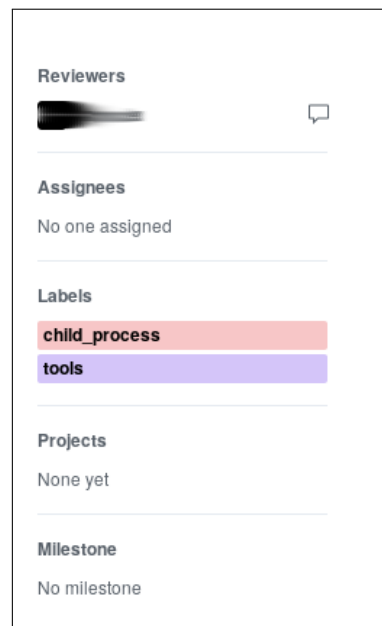 Reviewers
Assignees
No one assigned
Labels
child_process
tools
Projects
None yet
Milestone
No milestone